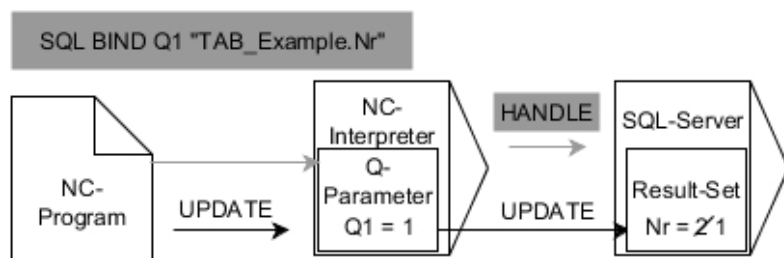 SQL BIND Q1 "TAB_Example.Nr"
NC-
Program
UPDATE
NC-
Interpreter
Q-
Parameter
Q1 = 1
HANDLE
UPDATE
SQL-Server
Result-Set
Nr = 2 1